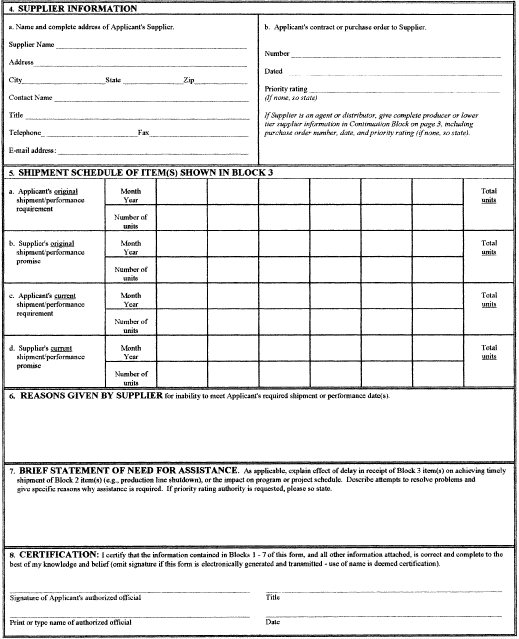 4. SUPPLIER INFORMATION
a. Name and complete address of Applicant's Supplier.
Supplier Name
Address
City State Zip
Contact Name
Title
Telephone Fax
E-mail address:
b. Applicant's contract or purchase order to Supplier.
Number
Dated
Priority rating
(If none, so state)
If Supplier is an agent or distributor, give complete producer or lower
tier supplier information in Continuation Block on page 3, including
purchase order number, date, and priority rating (if none, so state).
5. SHIPMENT SCHEDULE OF ITEM(S) SHOWN IN BLOCK 3
a. Applicant's original
shipment/performance
requirement
Month
Year
Number of
units
Total
units
b. Supplier's original
shipment/performance
promise
Month
Year
Number of
units
Total
units
c. Applicant's current
shipment/performance
requirement
Month
Year
Number of
units
Total
units
d. Supplier's current
shipment/performance
promise
Month
Year
Number of
units
Total
units
6. REASONS GIVEN BY SUPPLIER for inability to meet Applicant's required shipment or performance date(s).
7. BRIEF STATEMENT OF NEED FOR ASSISTANCE. As applicable, explain effect of delay in receipt of Block 3 item(s) on achieving timely
shipment of Block 2 item(s) (e.g., production line shutdown), or the impact on program or project schedule. Describe attempts to resolve problems and
give specific reasons why assistance is required. If priority rating authority is requested, please so state.
8. CERTIFICATION: I certify that the information contained in Blocks 1 - 7 of this form, and all other information attached, is correct and complete to the
best of my knowledge and belief (omit signature if this form is electronically generated and transmitted - use of name is deemed certification).
Signature of Applicant's authorized official Title
Print or type name of authorized official Date